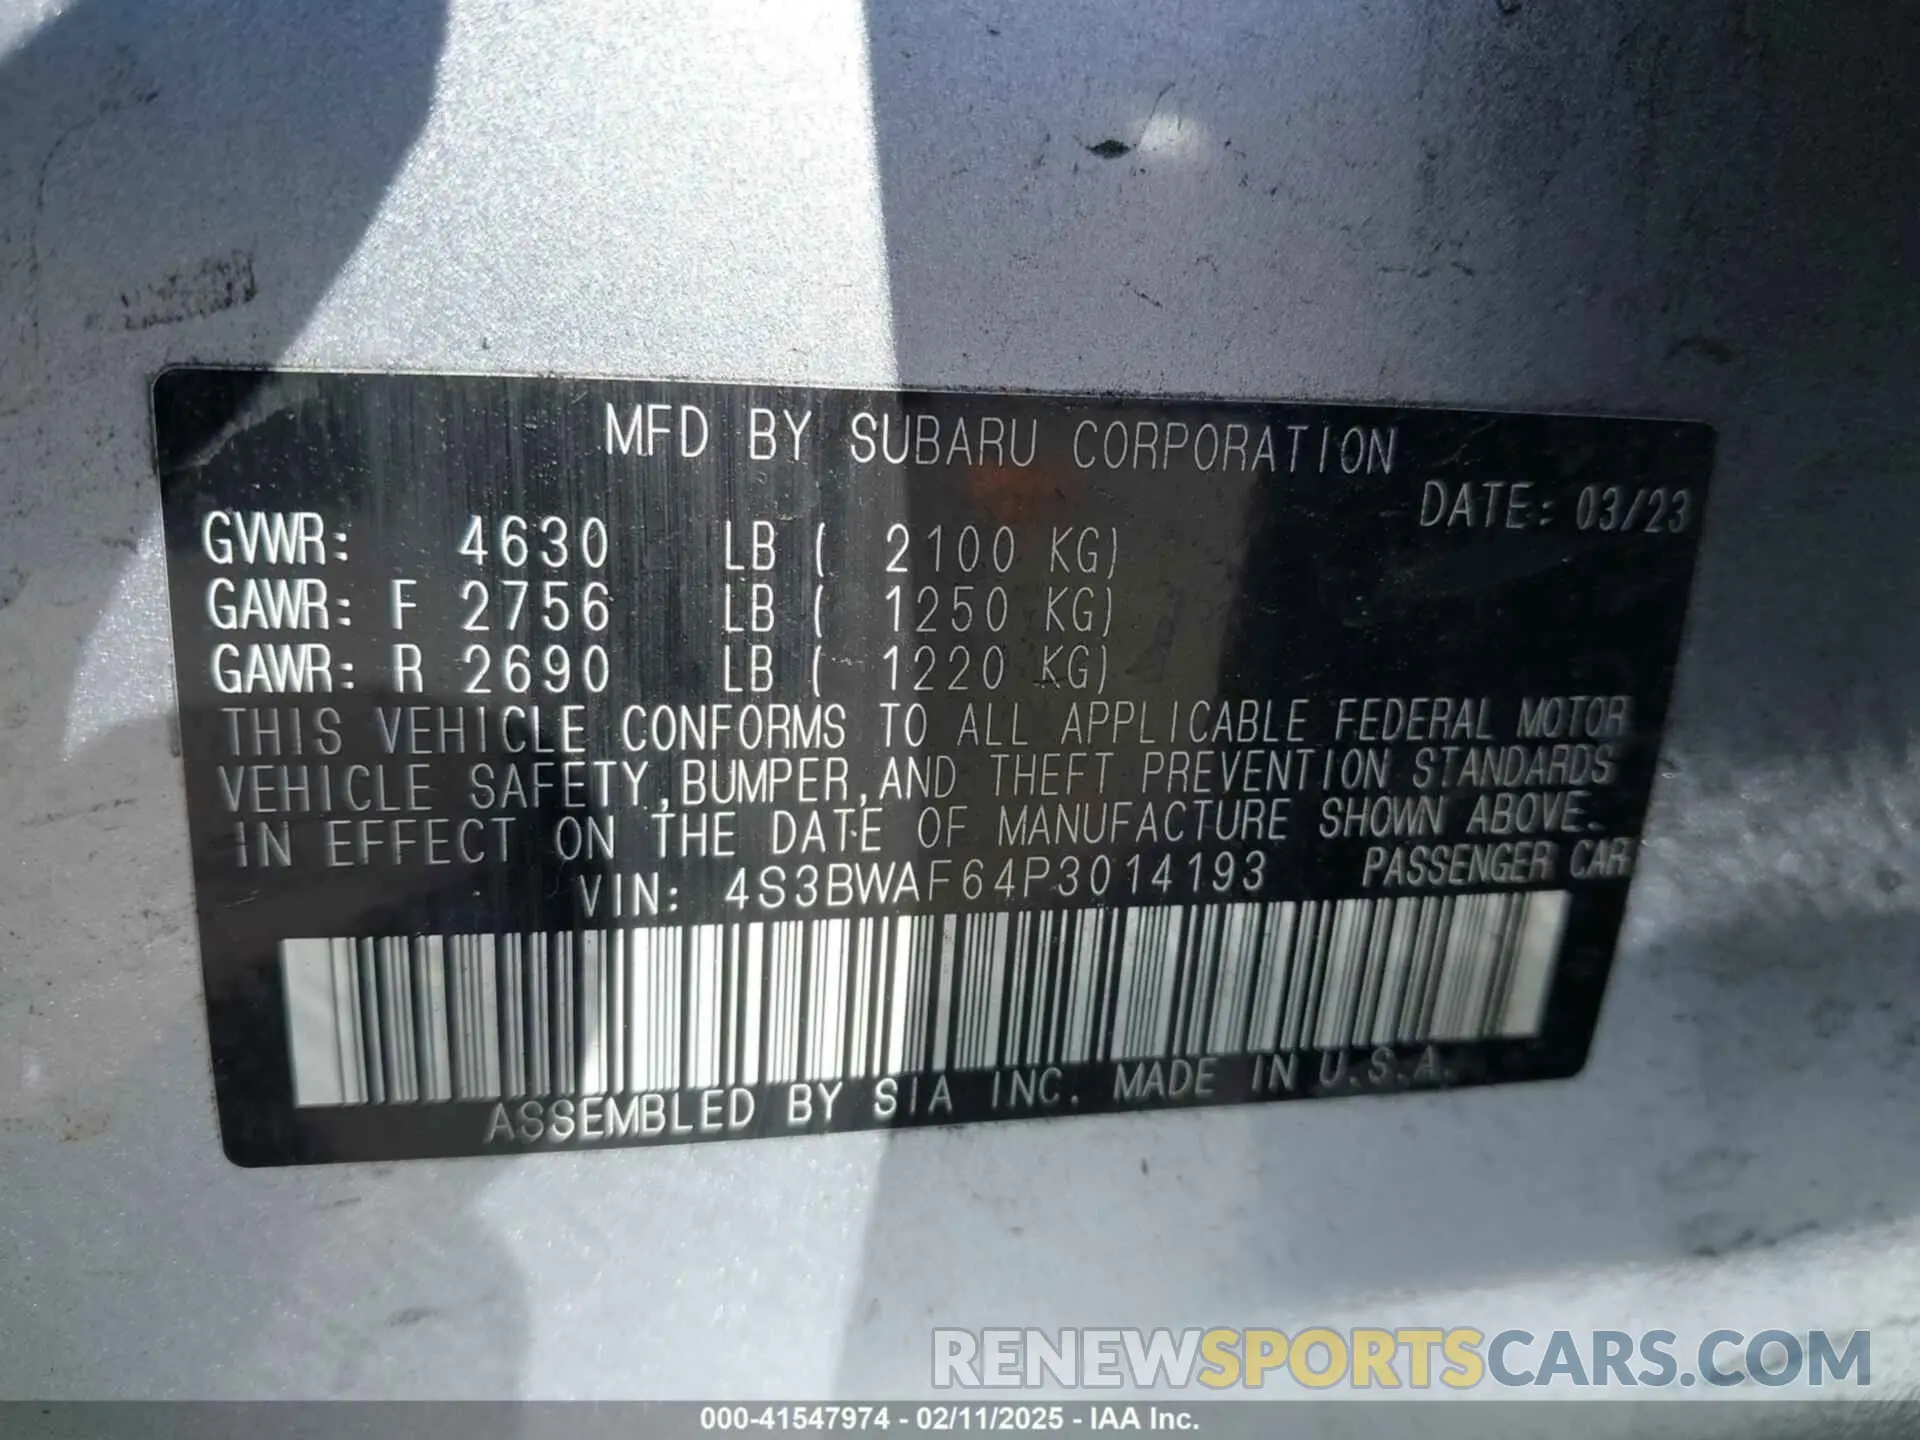 MFD BY SUBARU CORPORATION
DATE: 03/23
GVWR: 4630 LB ( 2100 KG)
GAWR: F 2756 LB ( 1250 KG)
GAWR: R 2690 LB ( 1220 KG)
THIS VEHICLE CONFORMS TO ALL APPLICABLE FEDERAL MOTOR
VEHICLE SAFETY, BUMPER, AND THEFT PREVENTION STANDARDS
IN EFFECT ON THE DATE OF MANUFACTURE SHOWN ABOVE.
VIN: 4S3BWAF64P3014193 PASSENGER CAR
ASSEMBLED BY SIA INC. MADE IN U.S.A.
RENEWSPORTSCARS.COM
000-41547974 - 02/11/2025 - IAA Inc.